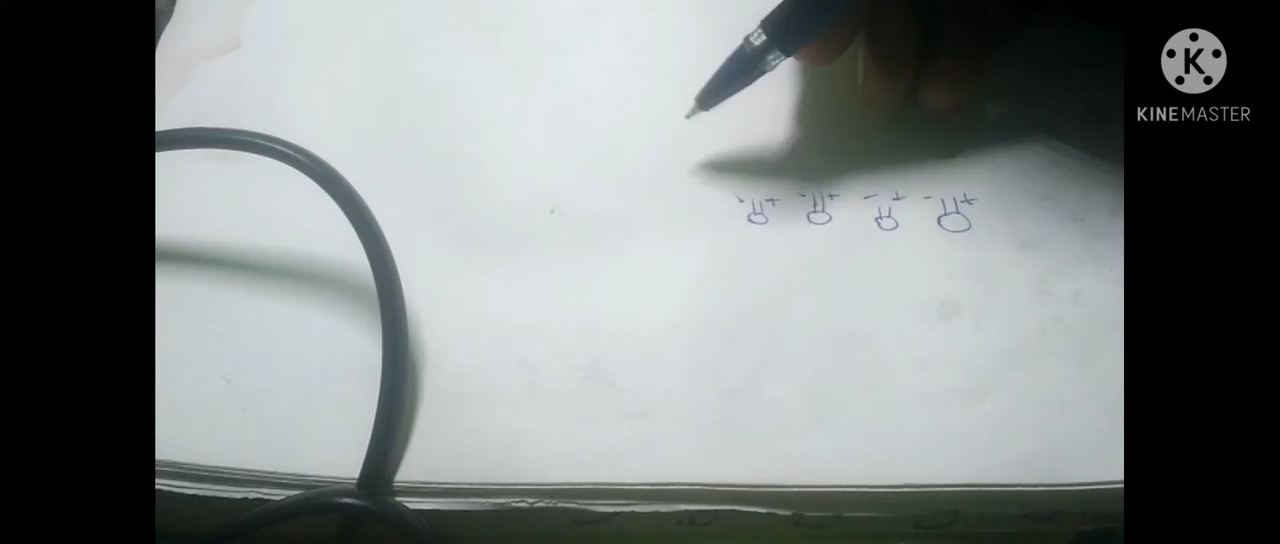 K
KINEMASTER
- + - + - + - +